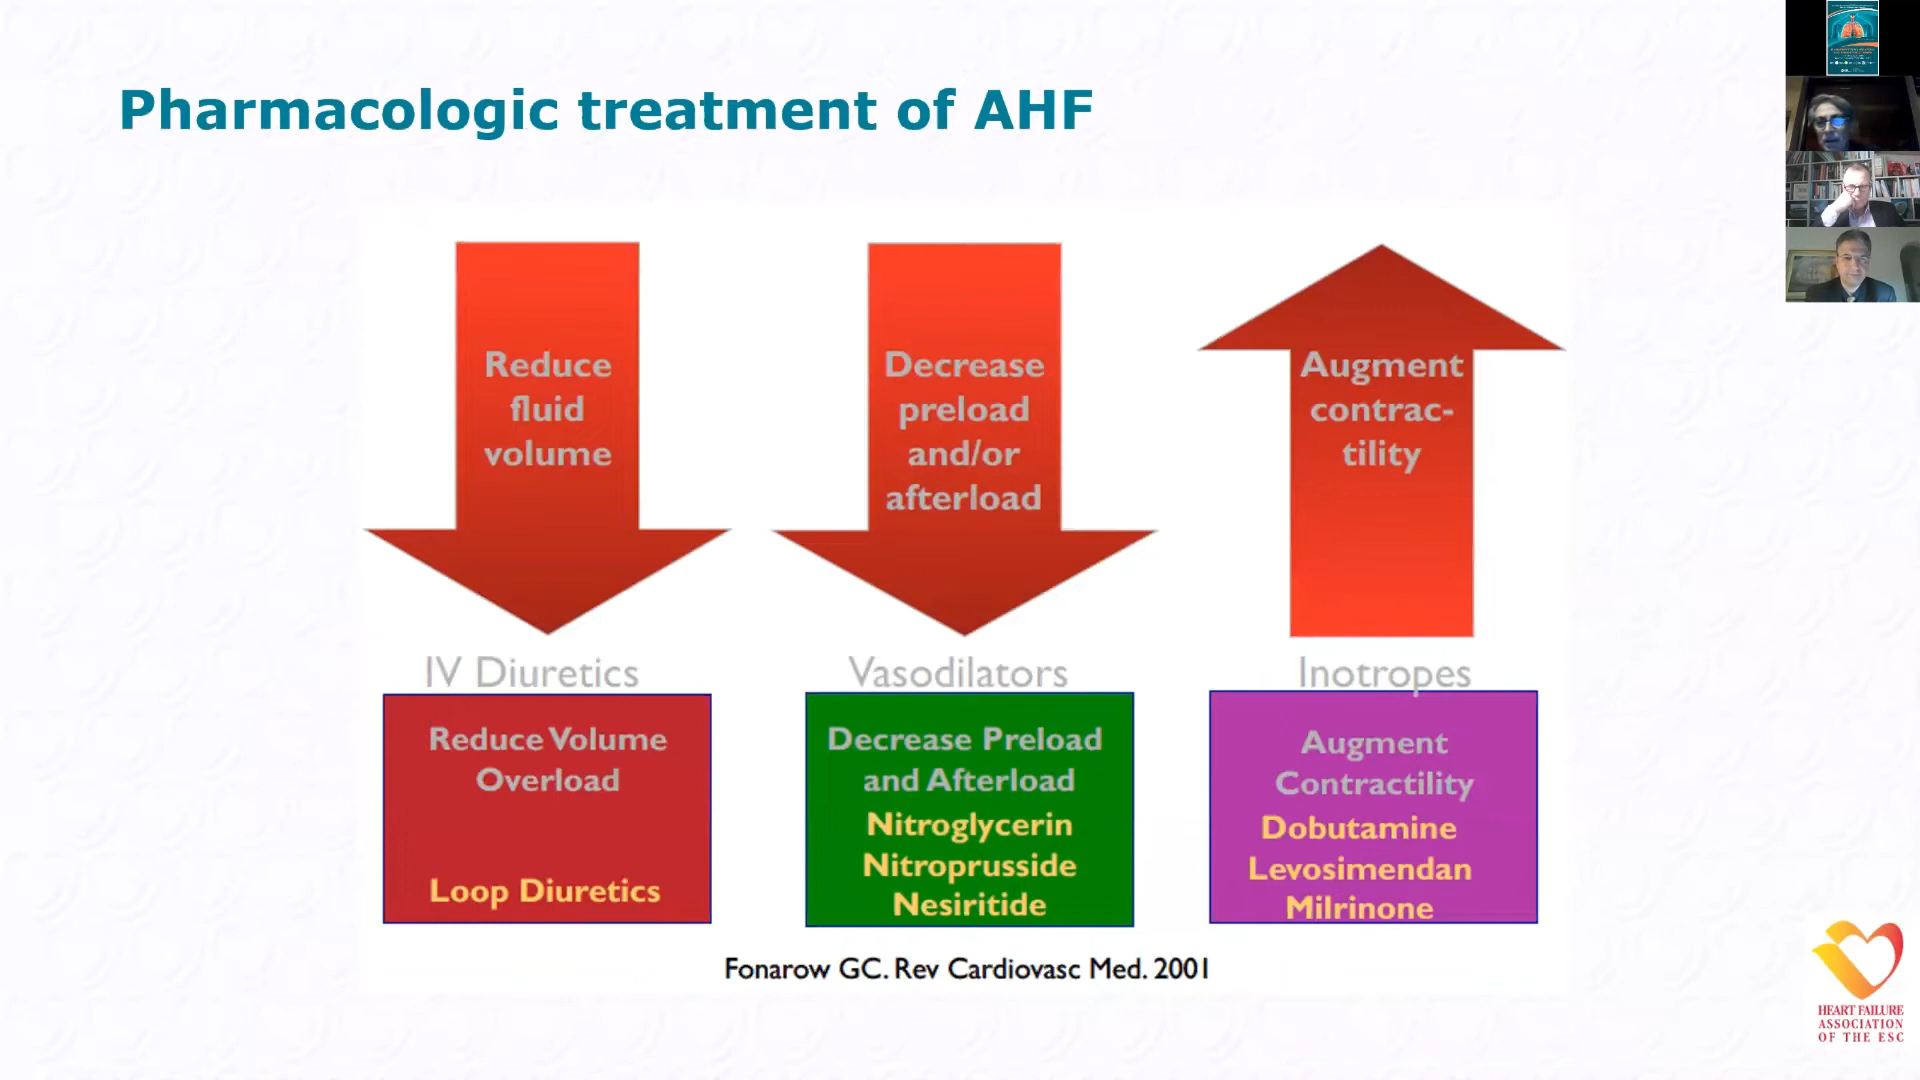 Pharmacologic treatment of AHF
Reduce
fluid
volume
Decrease
preload
and/or
afterload
Augment
contrac-
tility
IV Diuretics
Reduce Volume
Overload
Loop Diuretics
Vasodilators
Decrease Preload
and Afterload
Nitroglycerin
Nitroprusside
Nesiritide
Inotropes
Augment
Contractility
Dobutamine
Levosimendan
Milrinone
Fonarow GC. Rev Cardiovasc Med. 2001
HEART FAILURE
ASSOCIATION
OF THE ESC